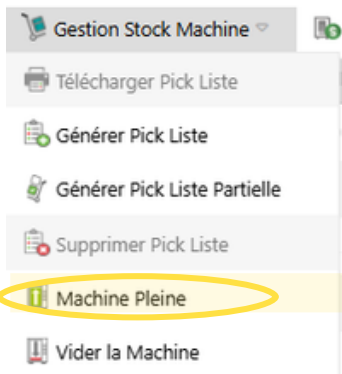 Gestion Stock Machine
Télécharger Pick Liste
Générer Pick Liste
Générer Pick Liste Partielle
Supprimer Pick Liste
Machine Pleine
Vider la Machine